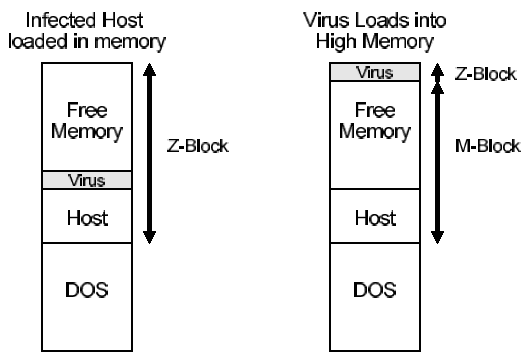 Infected Host
loaded in memory
Free
Memory
Virus
Host
DOS
Z-Block
Virus Loads into
High Memory
Virus
Free
Memory
Host
DOS
Z-Block
M-Block